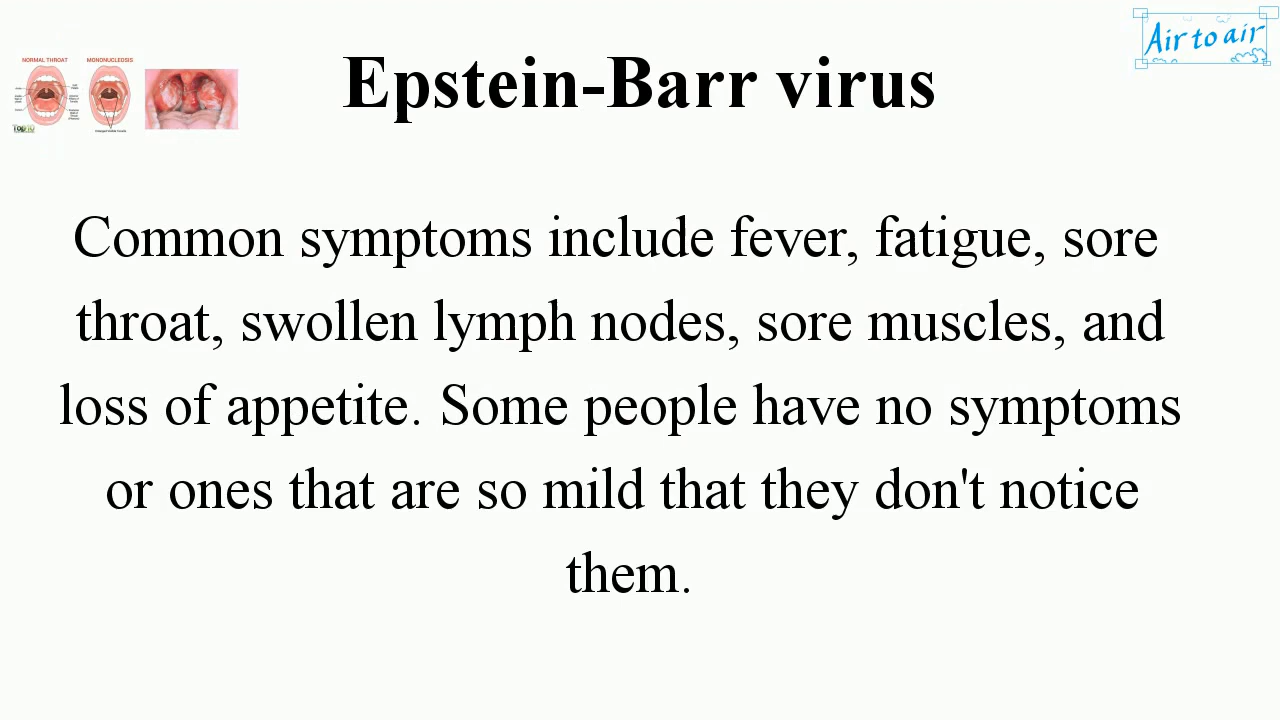 NORMAL THROAT
MONONUCLEOSIS
Air to air
Epstein-Barr virus
Common symptoms include fever, fatigue, sore
throat, swollen lymph nodes, sore muscles, and
loss of appetite. Some people have no symptoms
or ones that are so mild that they don't notice
them.